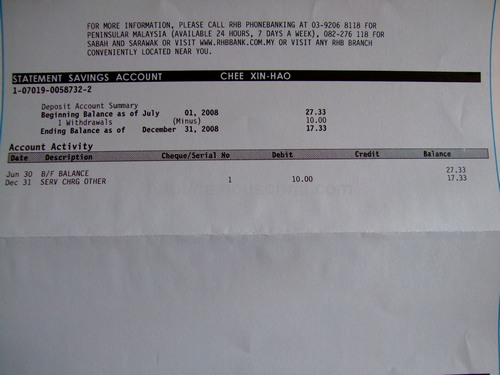 FOR MORE INFORMATION, PLEASE CALL RHB PHONEBANKING AT 03-9206 8118 FOR
PENINSULAR MALAYSIA (AVAILABLE 24 HOURS, 7 DAYS A WEEK), 082-276 118 FOR
SABAH AND SARAWAK OR VISIT WWW.RHBBANK.COM.MY OR VISIT ANY RHB BRANCH
CONVENIENTLY LOCATED NEAR YOU.
STATEMENT SAVINGS ACCOUNT CHEE XIN-HAO
1-07019-0058732-2
Deposit Account Summary
Beginning Balance as of July 01, 2008 27.33
1 Withdrawals (Minus) 10.00
Ending Balance as of December 31, 2008 17.33
Account Activity
Date Description Cheque/Serial No Debit Credit Balance
Jun 30 B/F BALANCE 27.33
Dec 31 SERV CHRG OTHER 1 10.00 17.33